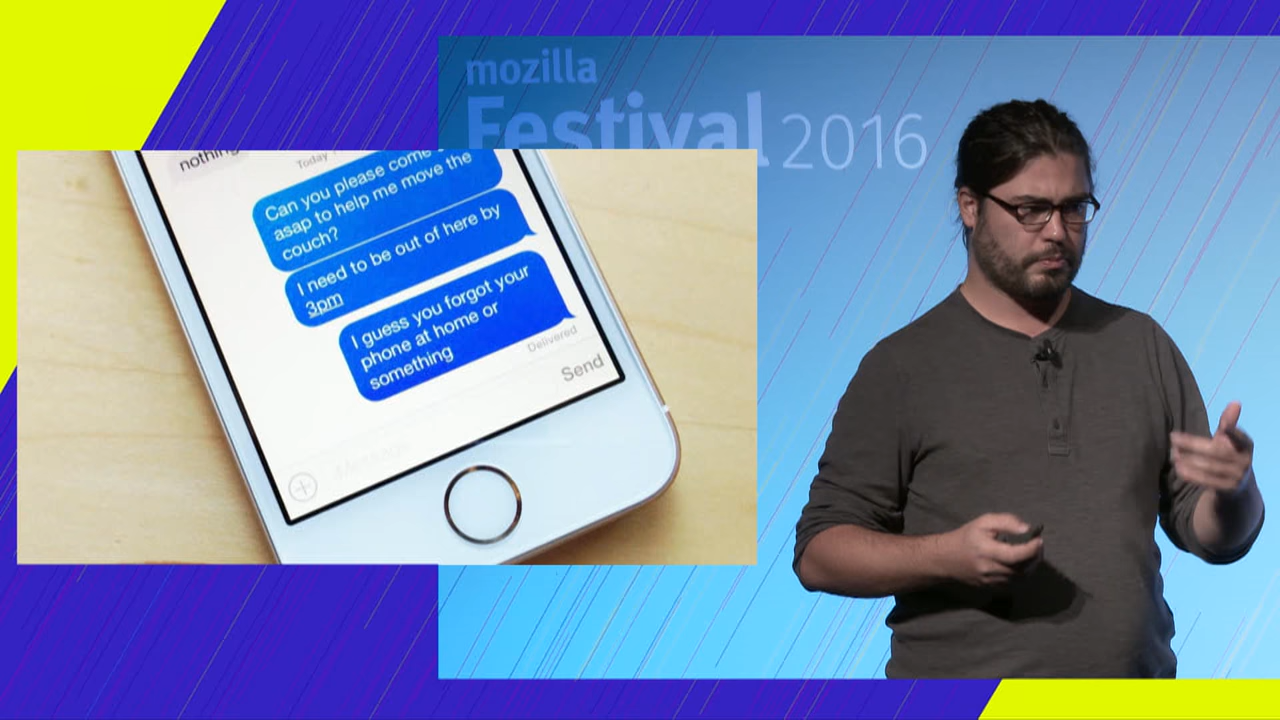 mozilla
Festival 2016
nothing
Today
Can you please come
asap to help me move the
couch?
I need to be out of here by
3pm
I guess you forgot your
phone at home or
something
Delivered
Send
iMessage